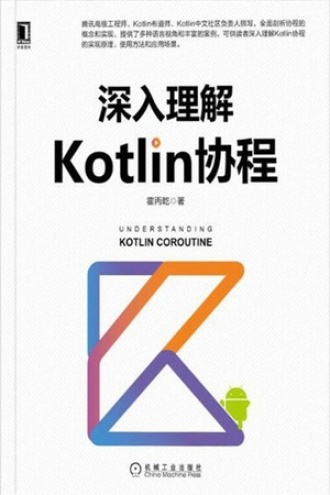 腾讯高级工程师、Kotlin布道师、Kotlin中文社区负责人撰写,全面剖析协程的
概念和实现,提供了多种语言视角和丰富的案例,可供读者深入理解Kotlin协程
的实现原理、使用方法和应用场景。
深入理解
Kotlin协程
霍丙乾 著
UNDERSTANDING
KOTLIN COROUTINE
机械工业出版社
CHINA MACHINE PRESS